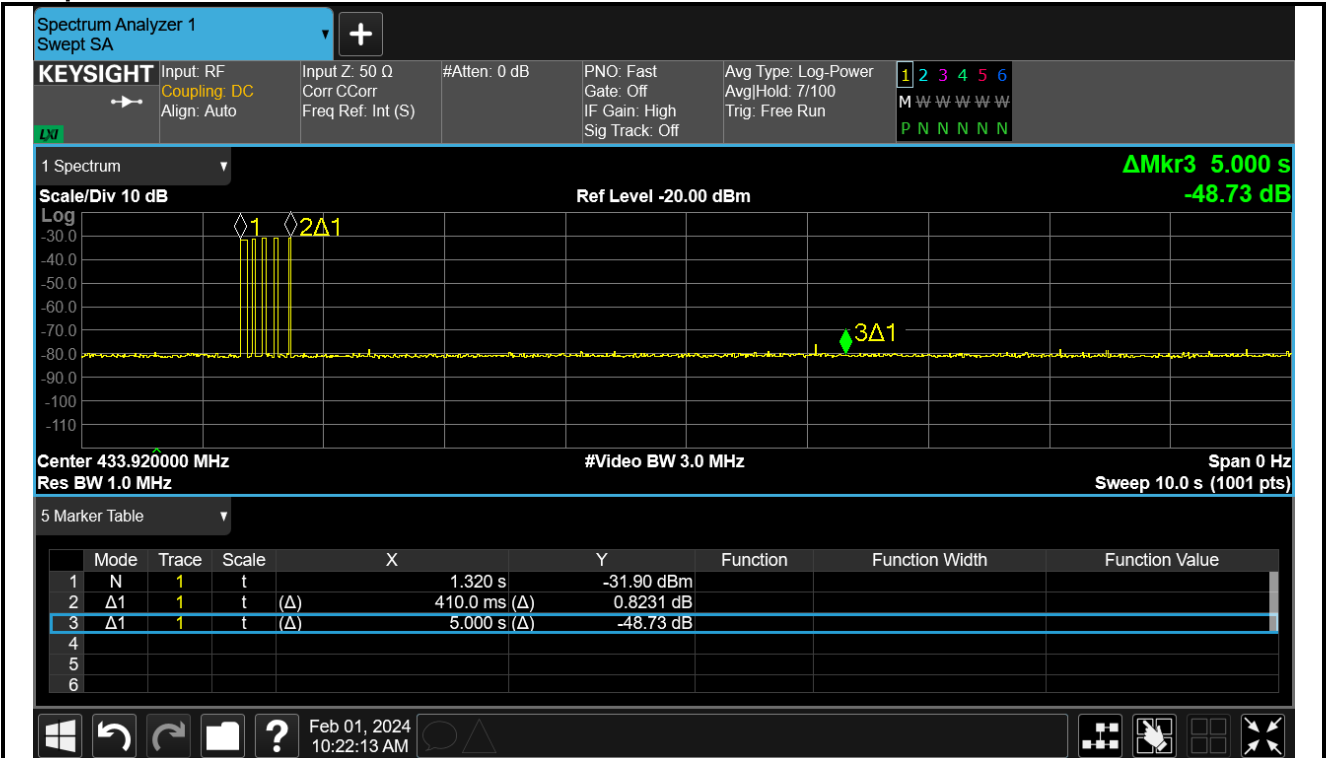 Spectrum Analyzer 1
Swept SA
KEYSIGHT
LXI
Input: RF
Coupling: DC
Align: Auto
Input Z: 50 Ω
Corr CCorr
Freq Ref: Int (S)
#Atten: 0 dB
PNO: Fast
Gate: Off
IF Gain: High
Sig Track: Off
Avg Type: Log-Power
Avg|Hold: 7/100
Trig: Free Run
1 2 3 4 5 6
M W W W W W
P N N N N N
1 Spectrum
ΔMkr3 5.000 s
-48.73 dB
Scale/Div 10 dB
Ref Level -20.00 dBm
Log
1
2Δ1
-30.0
-40.0
-50.0
-60.0
-70.0
3Δ1
-80.0
-90.0
-100
-110
Center 433.920000 MHz
#Video BW 3.0 MHz
Span 0 Hz
Res BW 1.0 MHz
Sweep 10.0 s (1001 pts)
5 Marker Table
Mode Trace Scale X Y Function Function Width Function Value
1 N 1 t 1.320 s -31.90 dBm
2 Δ1 1 t (Δ) 410.0 ms (Δ) 0.8231 dB
3 Δ1 1 t (Δ) 5.000 s (Δ) -48.73 dB
4
5
6
?
Feb 01, 2024
10:22:13 AM